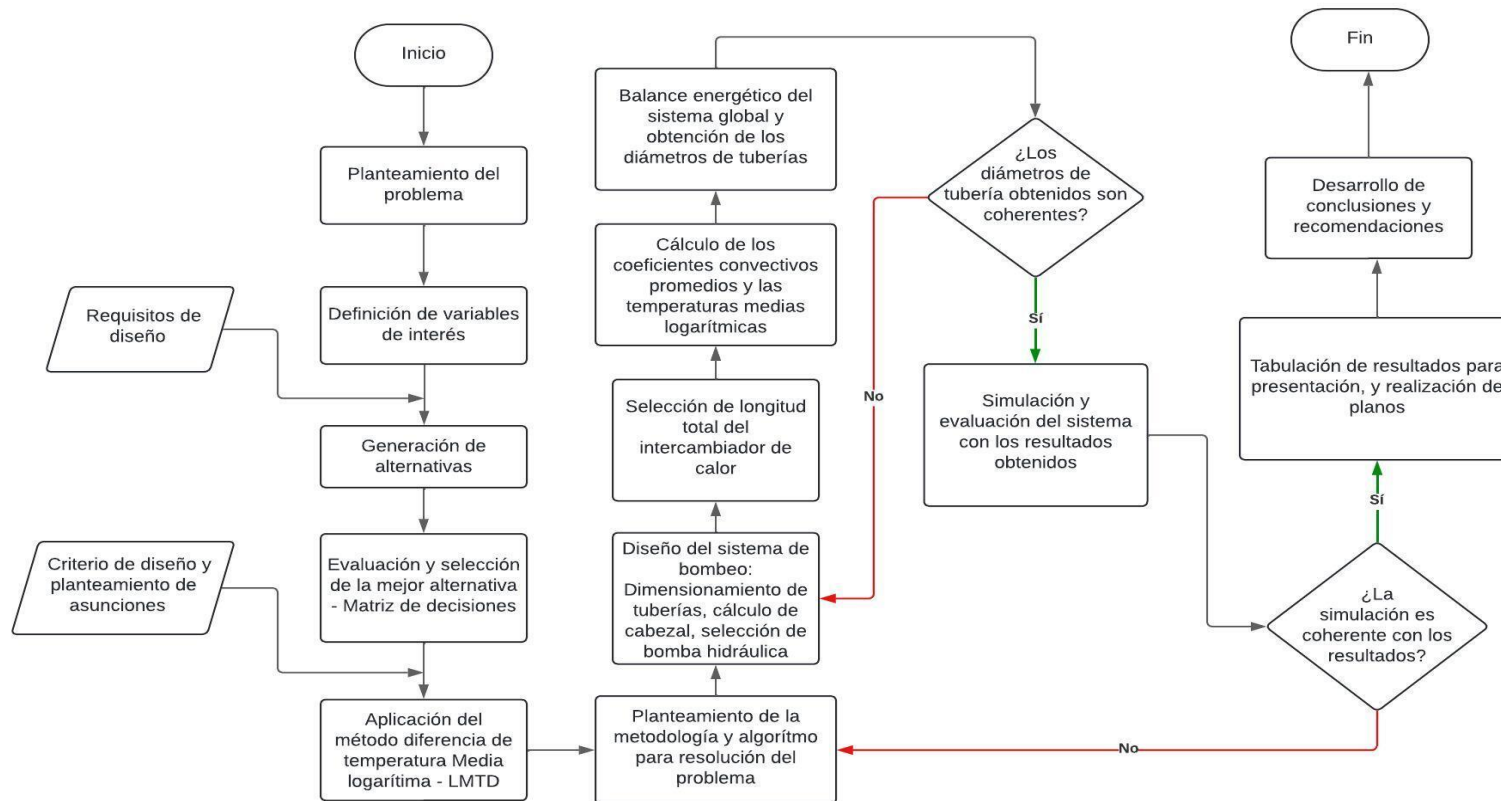 Inicio
Planteamiento del
problema
Requisitos de
diseño
Definición de variables
de interés
Generación de
alternativas
Criterio de diseño y
planteamiento de
asunciones
Evaluación y selección
de la mejor alternativa
- Matriz de decisiones
Aplicación del
método diferencia de
temperatura Media
logarítima - LMTD
Planteamiento de la
metodología y algorítmo
para resolución del
problema
Diseño del sistema de
bombeo:
Dimensionamiento de
tuberías, cálculo de
cabezal, selección de
bomba hidráulica
Selección de longitud
total del
intercambiador de
calor
Cálculo de los
coeficientes convectivos
promedios y las
temperaturas medias
logarítmicas
Balance energético del
sistema global y
obtención de los
diámetros de tuberías
¿Los
diámetros de
tubería obtenidos son
coherentes?
No
Sí
Simulación y
evaluación del sistema
con los resultados
obtenidos
¿La
simulación es
coherente con los
resultados?
No
Sí
Tabulación de resultados para
presentación, y realización de
planos
Desarrollo de
conclusiones y
recomendaciones
Fin